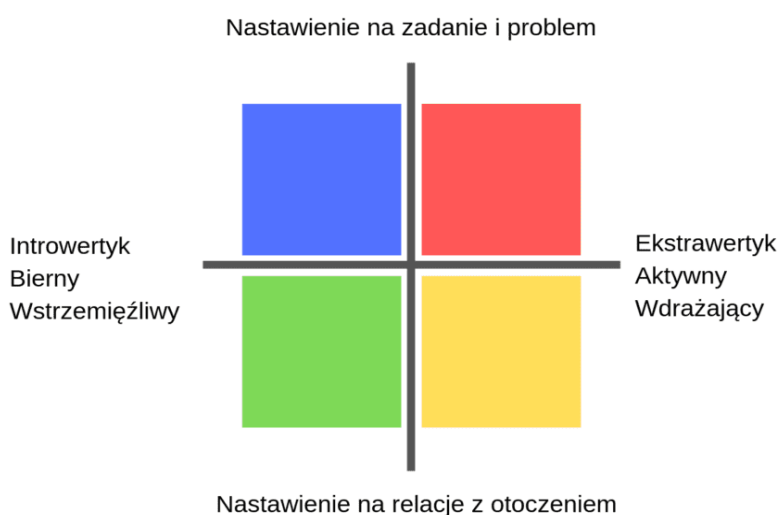 Nastawienie na zadanie i problem
Introwertyk
Bierny
Wstrzemięźliwy
Ekstrawertyk
Aktywny
Wdrażający
Nastawienie na relacje z otoczeniem